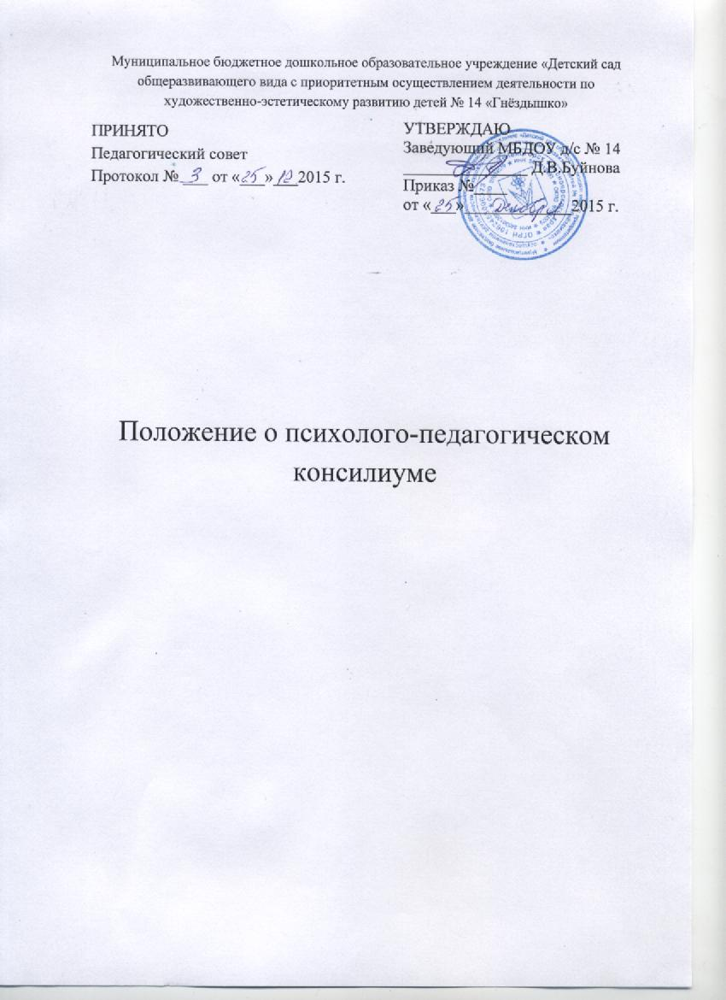 Муниципальное бюджетное дошкольное образовательное учреждение «Детский сад
общеразвивающего вида с приоритетным осуществлением деятельности по
художественно-эстетическому развитию детей № 14 «Гнёздышко»
ПРИНЯТО
Педагогический совет
Протокол № 3 от «25» 12 2015 г.
УТВЕРЖДАЮ
Заведующий МБДОУ д/с № 14
Д.В.Буйнова
Приказ №
от «25» декабря 2015 г.
Положение о психолого-педагогическом
консилиуме